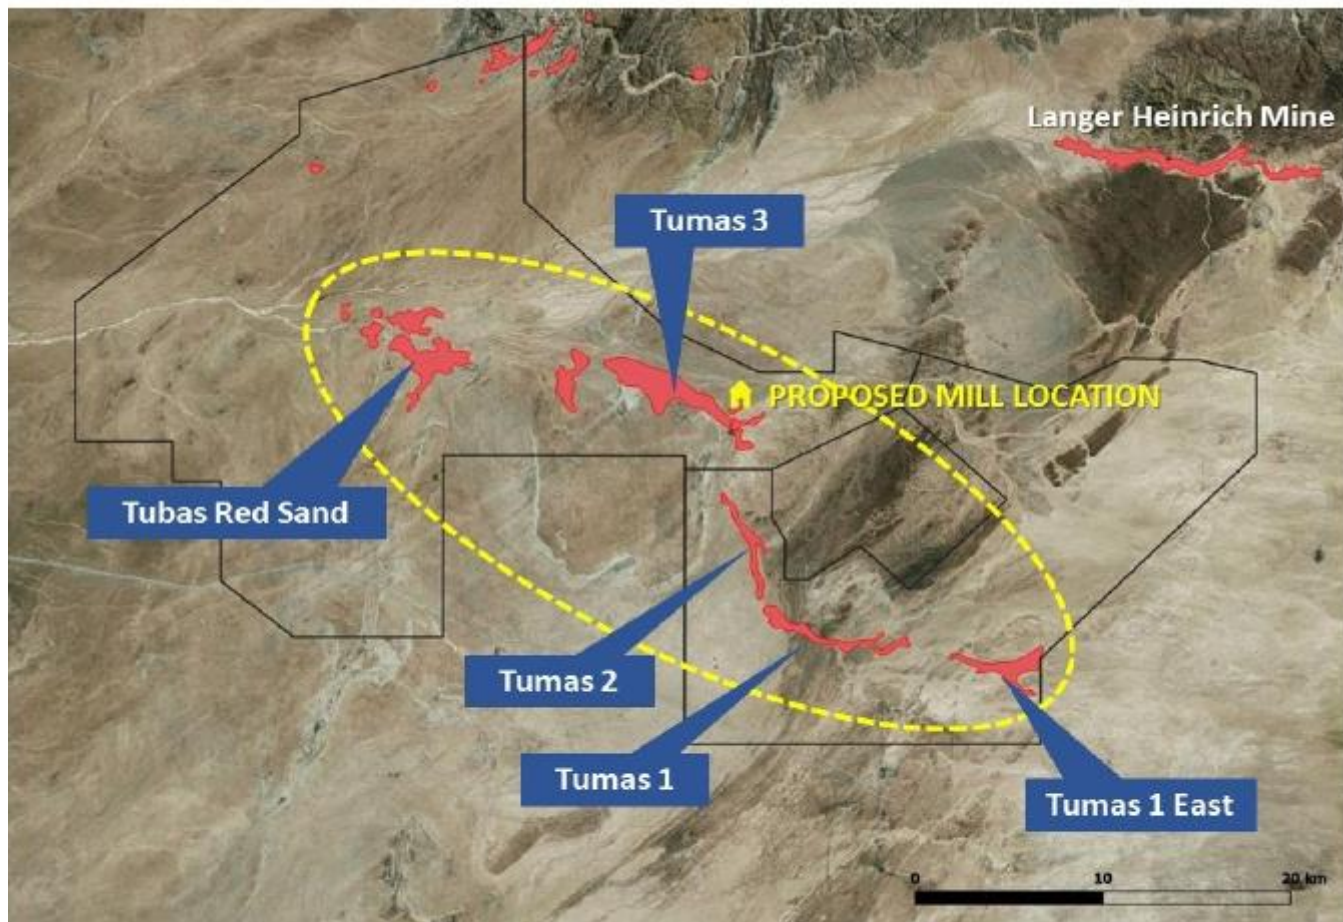 Langer Heinrich Mine
Tumas 3
PROPOSED MILL LOCATION
Tubas Red Sand
Tumas 2
Tumas 1
Tumas 1 East
0 10 20 km